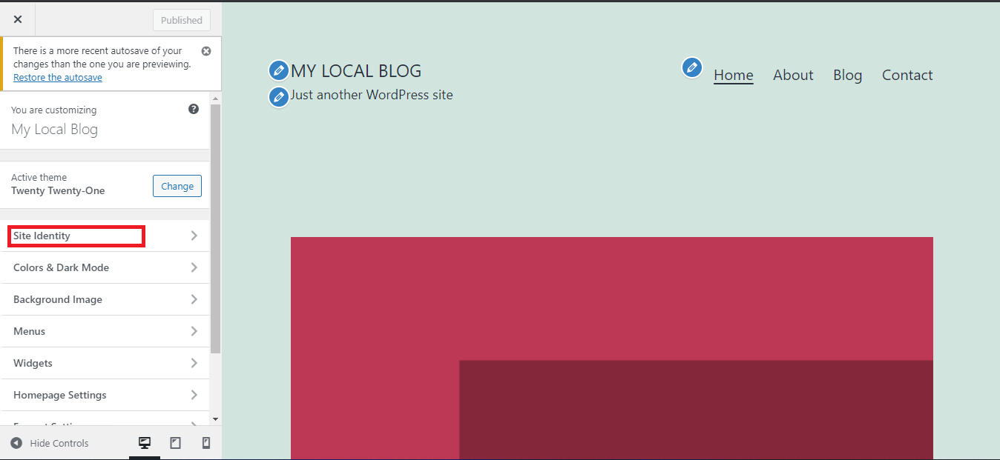 Published
There is a more recent autosave of your
changes than the one you are previewing.
Restore the autosave
You are customizing
My Local Blog
Active theme
Twenty Twenty-One
Change
Site Identity
Colors & Dark Mode
Background Image
Menus
Widgets
Homepage Settings
Hide Controls
MY LOCAL BLOG
Just another WordPress site
Home About Blog Contact